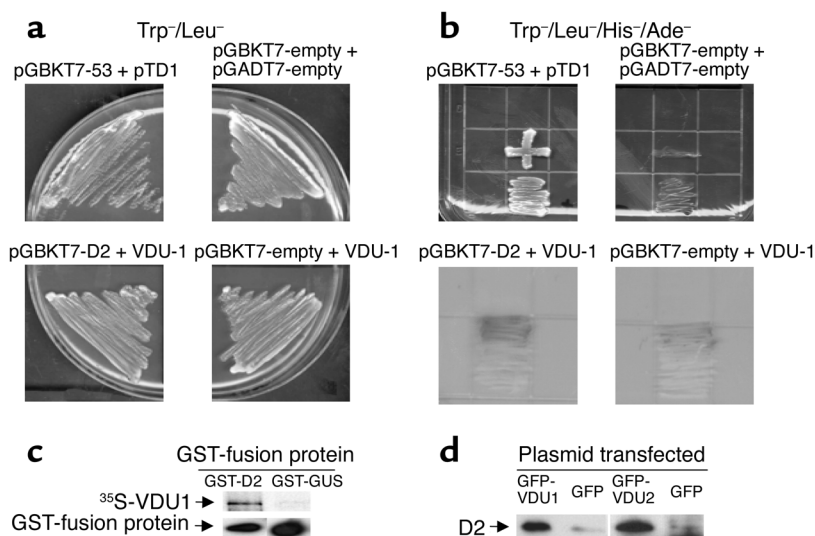 a
Trp–/Leu–
pGBKT7-53 + pTD1
pGBKT7-empty +
pGADT7-empty
pGBKT7-D2 + VDU-1
pGBKT7-empty + VDU-1
b
Trp–/Leu–/His–/Ade–
pGBKT7-53 + pTD1
pGBKT7-empty +
pGADT7-empty
pGBKT7-D2 + VDU-1
pGBKT7-empty + VDU-1
c
GST-fusion protein
GST-D2 GST-GUS
35S-VDU1
GST-fusion protein
d
Plasmid transfected
GFP-
VDU1
GFP
GFP-
VDU2
GFP
D2